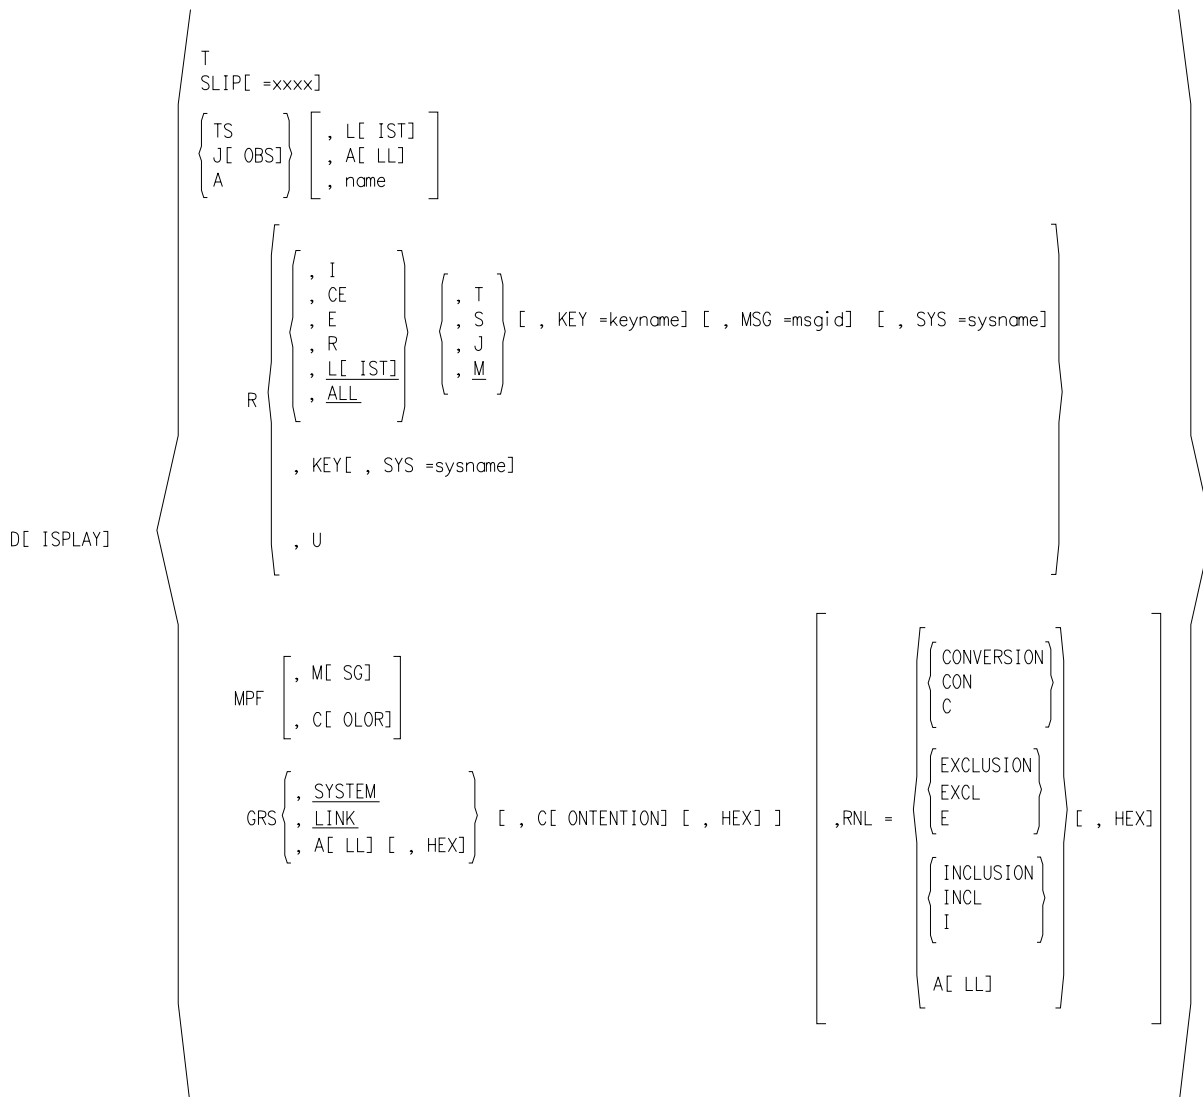 T
SLIP[ =xxxx]
TS
J[ OBS]
A
, L[ IST]
, A[ LL]
, name
R
, I
, CE
, E
, R
, L[ IST]
, ALL
, T
, S
, J
, M
[ , KEY =keyname] [ , MSG =msgid] [ , SYS =sysname]
, KEY[ , SYS =sysname]
, U
D[ ISPLAY]
MPF
, M[ SG]
, C[ OLOR]
GRS
, SYSTEM
, LINK
, A[ LL] [ , HEX]
[ , C[ ONTENTION] [ , HEX] ]
,RNL =
CONVERSION
CON
C
EXCLUSION
EXCL
E
INCLUSION
INCL
I
A[ LL]
[ , HEX]